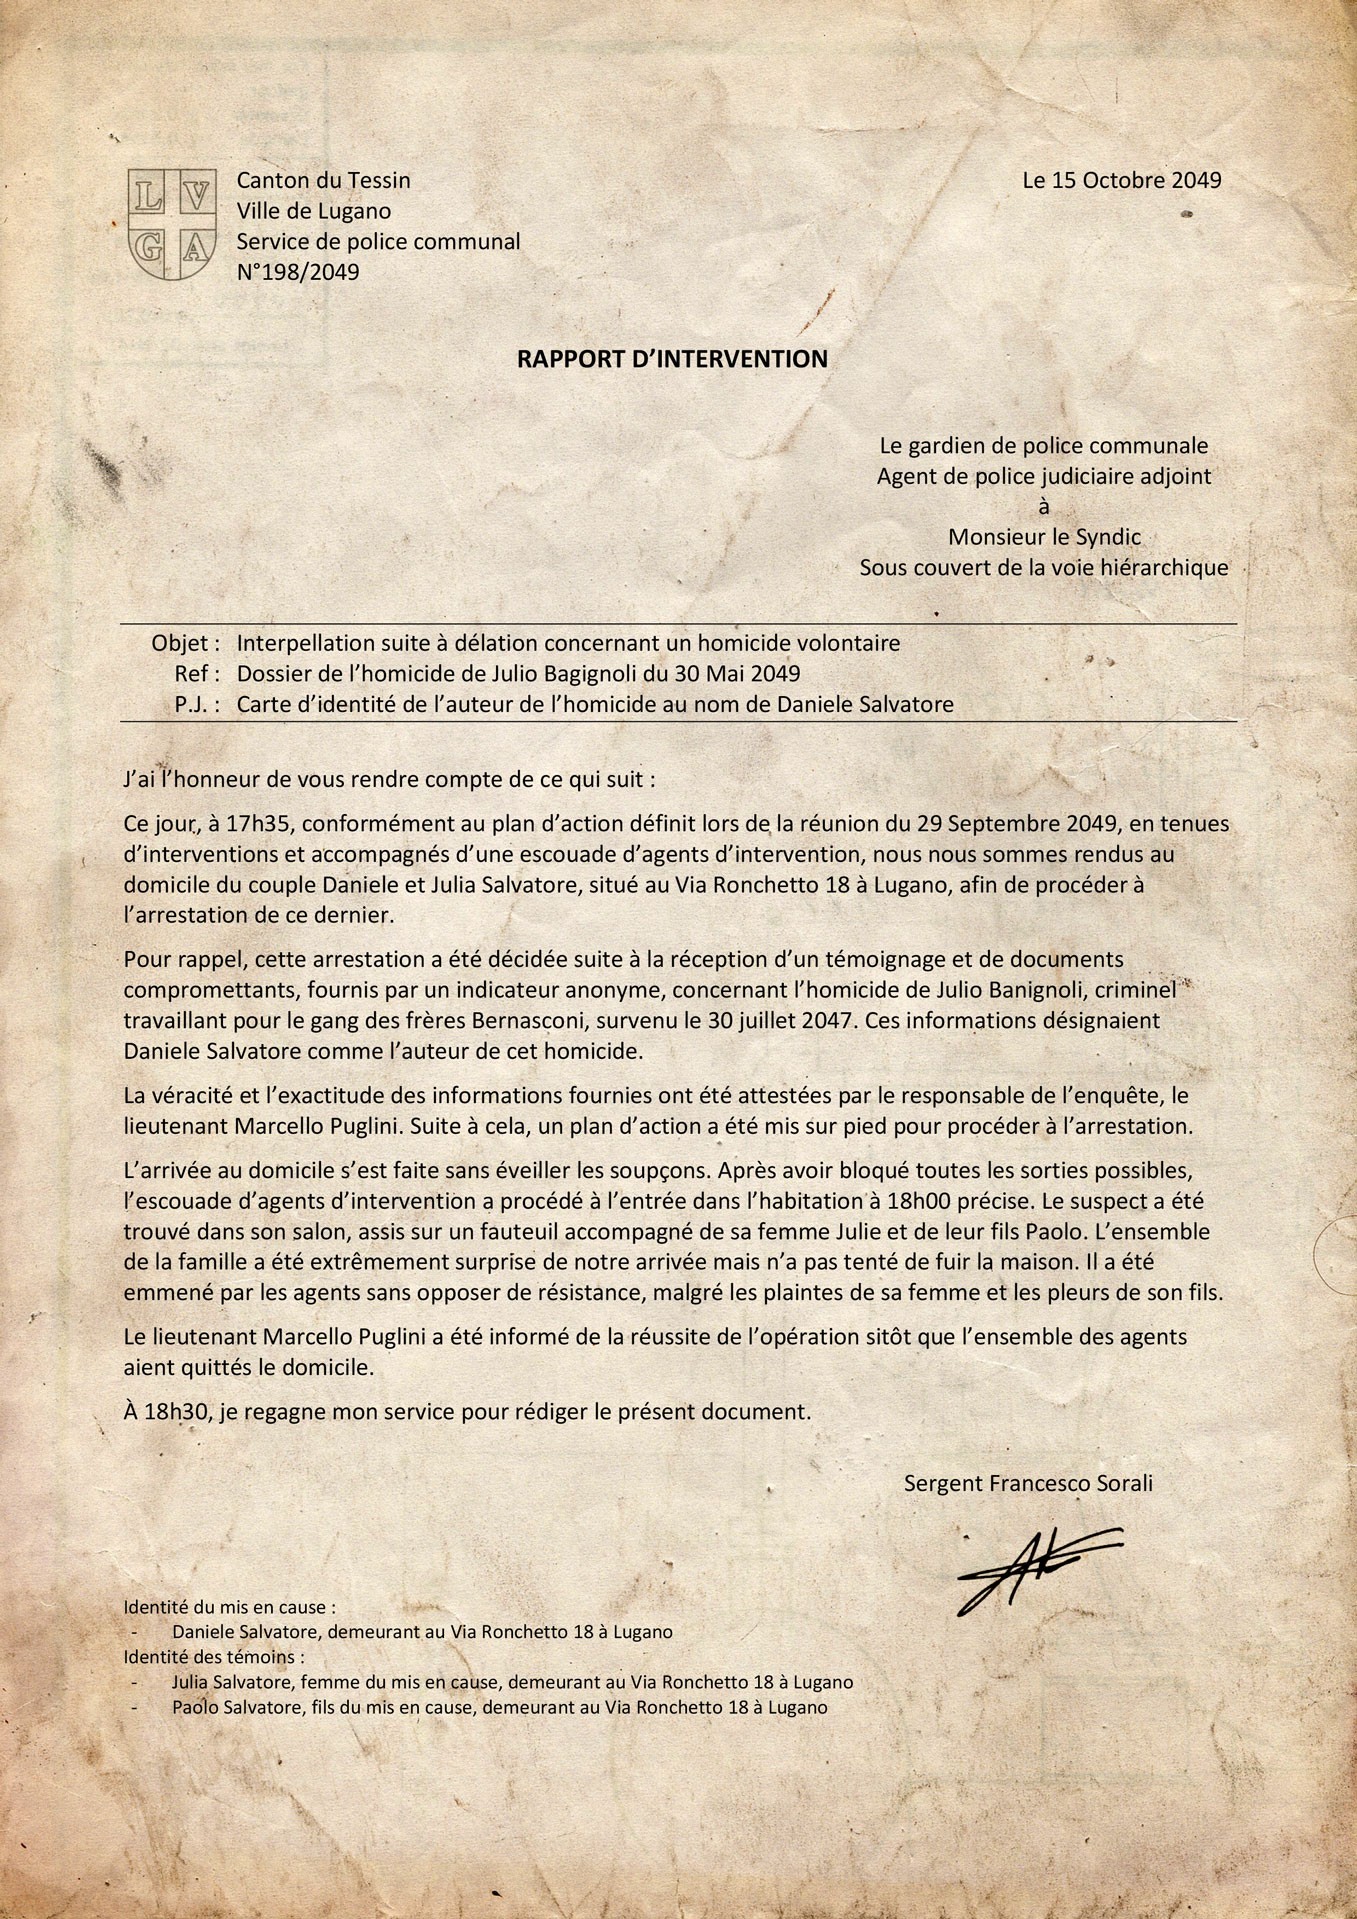 L V
G A
Canton du Tessin
Ville de Lugano
Service de police communal
N°198/2049
Le 15 Octobre 2049
RAPPORT D’INTERVENTION
Le gardien de police communale
Agent de police judiciaire adjoint
à
Monsieur le Syndic
Sous couvert de la voie hiérarchique
Objet : Interpellation suite à délation concernant un homicide volontaire
Ref : Dossier de l’homicide de Julio Bagignoli du 30 Mai 2049
P.J. : Carte d’identité de l’auteur de l’homicide au nom de Daniele Salvatore
J’ai l’honneur de vous rendre compte de ce qui suit :
Ce jour, à 17h35, conformément au plan d’action définit lors de la réunion du 29 Septembre 2049, en tenues
d’interventions et accompagnés d’une escouade d’agents d’intervention, nous nous sommes rendus au
domicile du couple Daniele et Julia Salvatore, situé au Via Ronchetto 18 à Lugano, afin de procéder à
l’arrestation de ce dernier.
Pour rappel, cette arrestation a été décidée suite à la réception d’un témoignage et de documents
compromettants, fournis par un indicateur anonyme, concernant l’homicide de Julio Banignoli, criminel
travaillant pour le gang des frères Bernasconi, survenu le 30 juillet 2047. Ces informations désignaient
Daniele Salvatore comme l’auteur de cet homicide.
La véracité et l’exactitude des informations fournies ont été attestées par le responsable de l’enquête, le
lieutenant Marcello Puglini. Suite à cela, un plan d’action a été mis sur pied pour procéder à l’arrestation.
L’arrivée au domicile s’est faite sans éveiller les soupçons. Après avoir bloqué toutes les sorties possibles,
l’escouade d’agents d’intervention a procédé à l’entrée dans l’habitation à 18h00 précise. Le suspect a été
trouvé dans son salon, assis sur un fauteuil accompagné de sa femme Julie et de leur fils Paolo. L’ensemble
de la famille a été extrêmement surprise de notre arrivée mais n’a pas tenté de fuir la maison. Il a été
emmené par les agents sans opposer de résistance, malgré les plaintes de sa femme et les pleurs de son fils.
Le lieutenant Marcello Puglini a été informé de la réussite de l’opération sitôt que l’ensemble des agents
aient quittés le domicile.
À 18h30, je regagne mon service pour rédiger le présent document.
Sergent Francesco Sorali
Identité du mis en cause :
- Daniele Salvatore, demeurant au Via Ronchetto 18 à Lugano
Identité des témoins :
- Julia Salvatore, femme du mis en cause, demeurant au Via Ronchetto 18 à Lugano
- Paolo Salvatore, fils du mis en cause, demeurant au Via Ronchetto 18 à Lugano